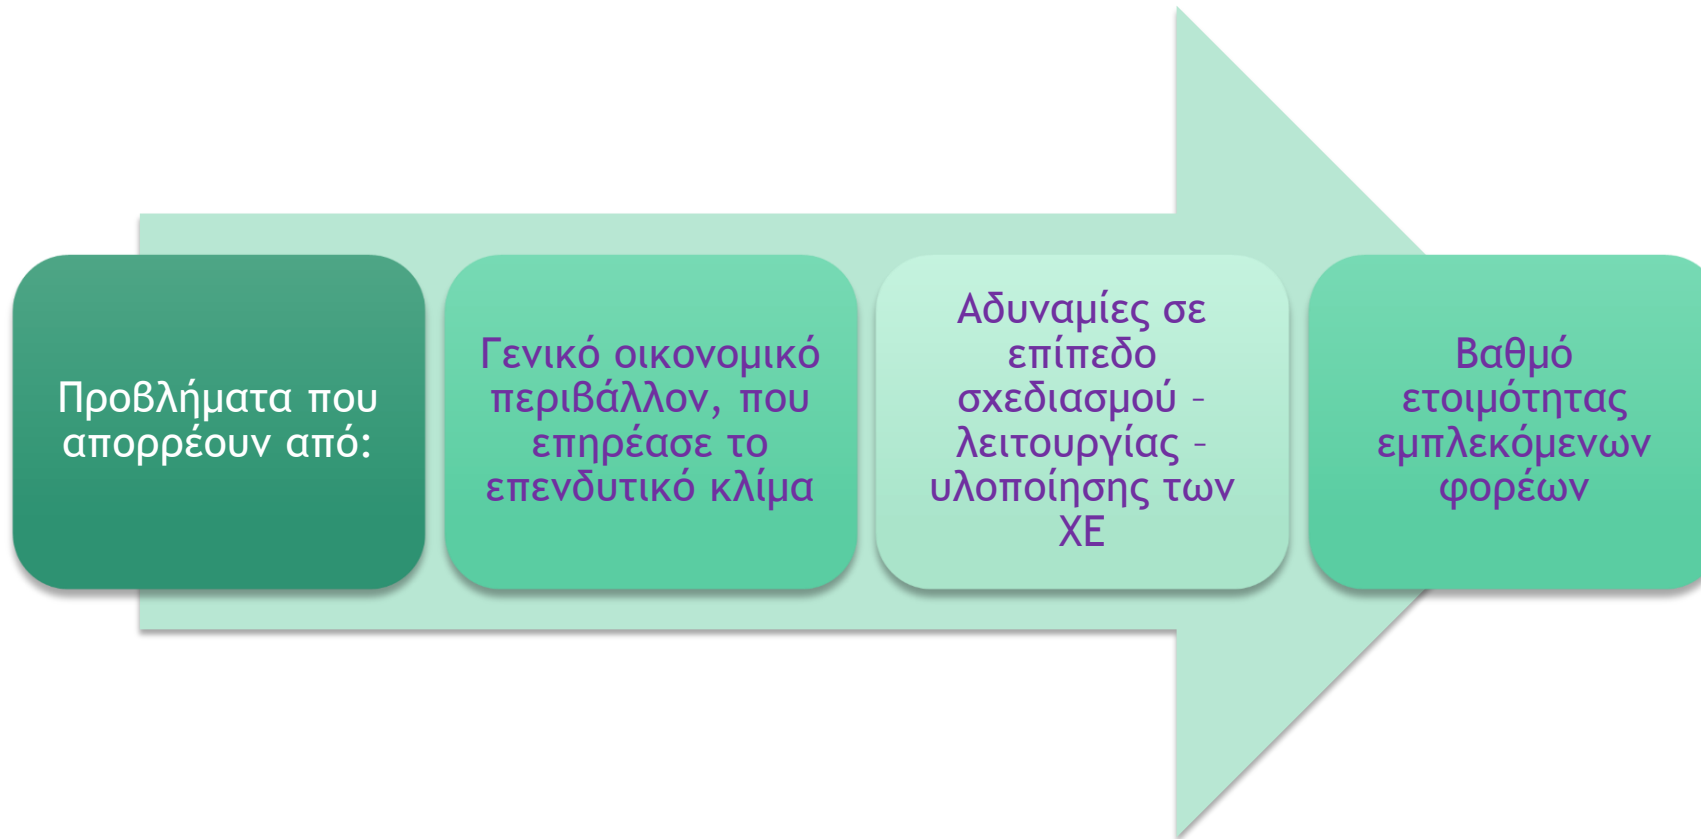 Προβλήματα που
απορρέουν από:
Γενικό οικονομικό
περιβάλλον, που
επηρέασε το
επενδυτικό κλίμα
Αδυναμίες σε
επίπεδο
σχεδιασμού -
λειτουργίας -
υλοποίησης των
ΧΕ
Βαθμό
ετοιμότητας
εμπλεκόμενων
φορέων